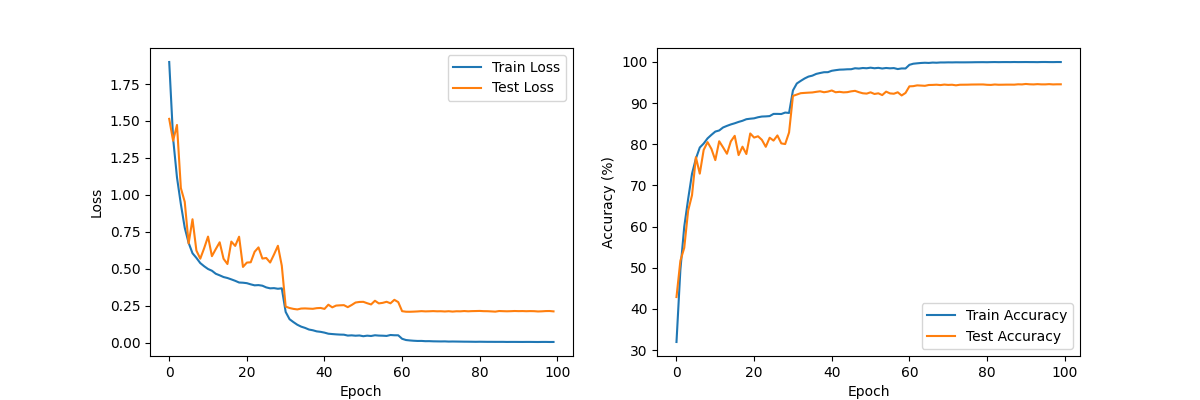 Train Loss
Test Loss
1.75
1.50
1.25
1.00
0.75
0.50
0.25
0.00
0 20 40 60 80 100
Epoch
Loss
100
90
80
70
60
50
40
30
Train Accuracy
Test Accuracy
0 20 40 60 80 100
Epoch
Accuracy (%)